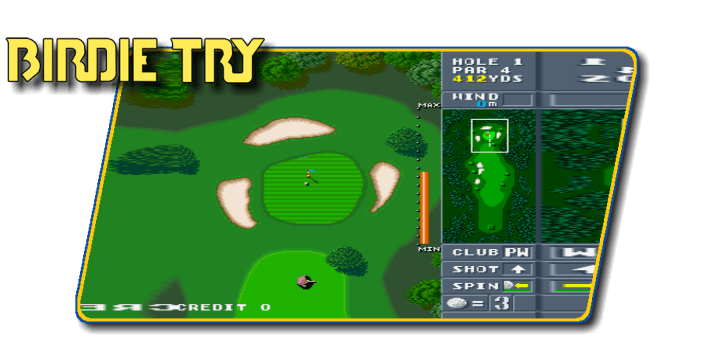 BIRDIE TRY
HOLE 1
PAR 4
412YDS
WIND
0m
MAX
MIN
CLUB PW
SHOT
SPIN
= 3
CREDIT 0